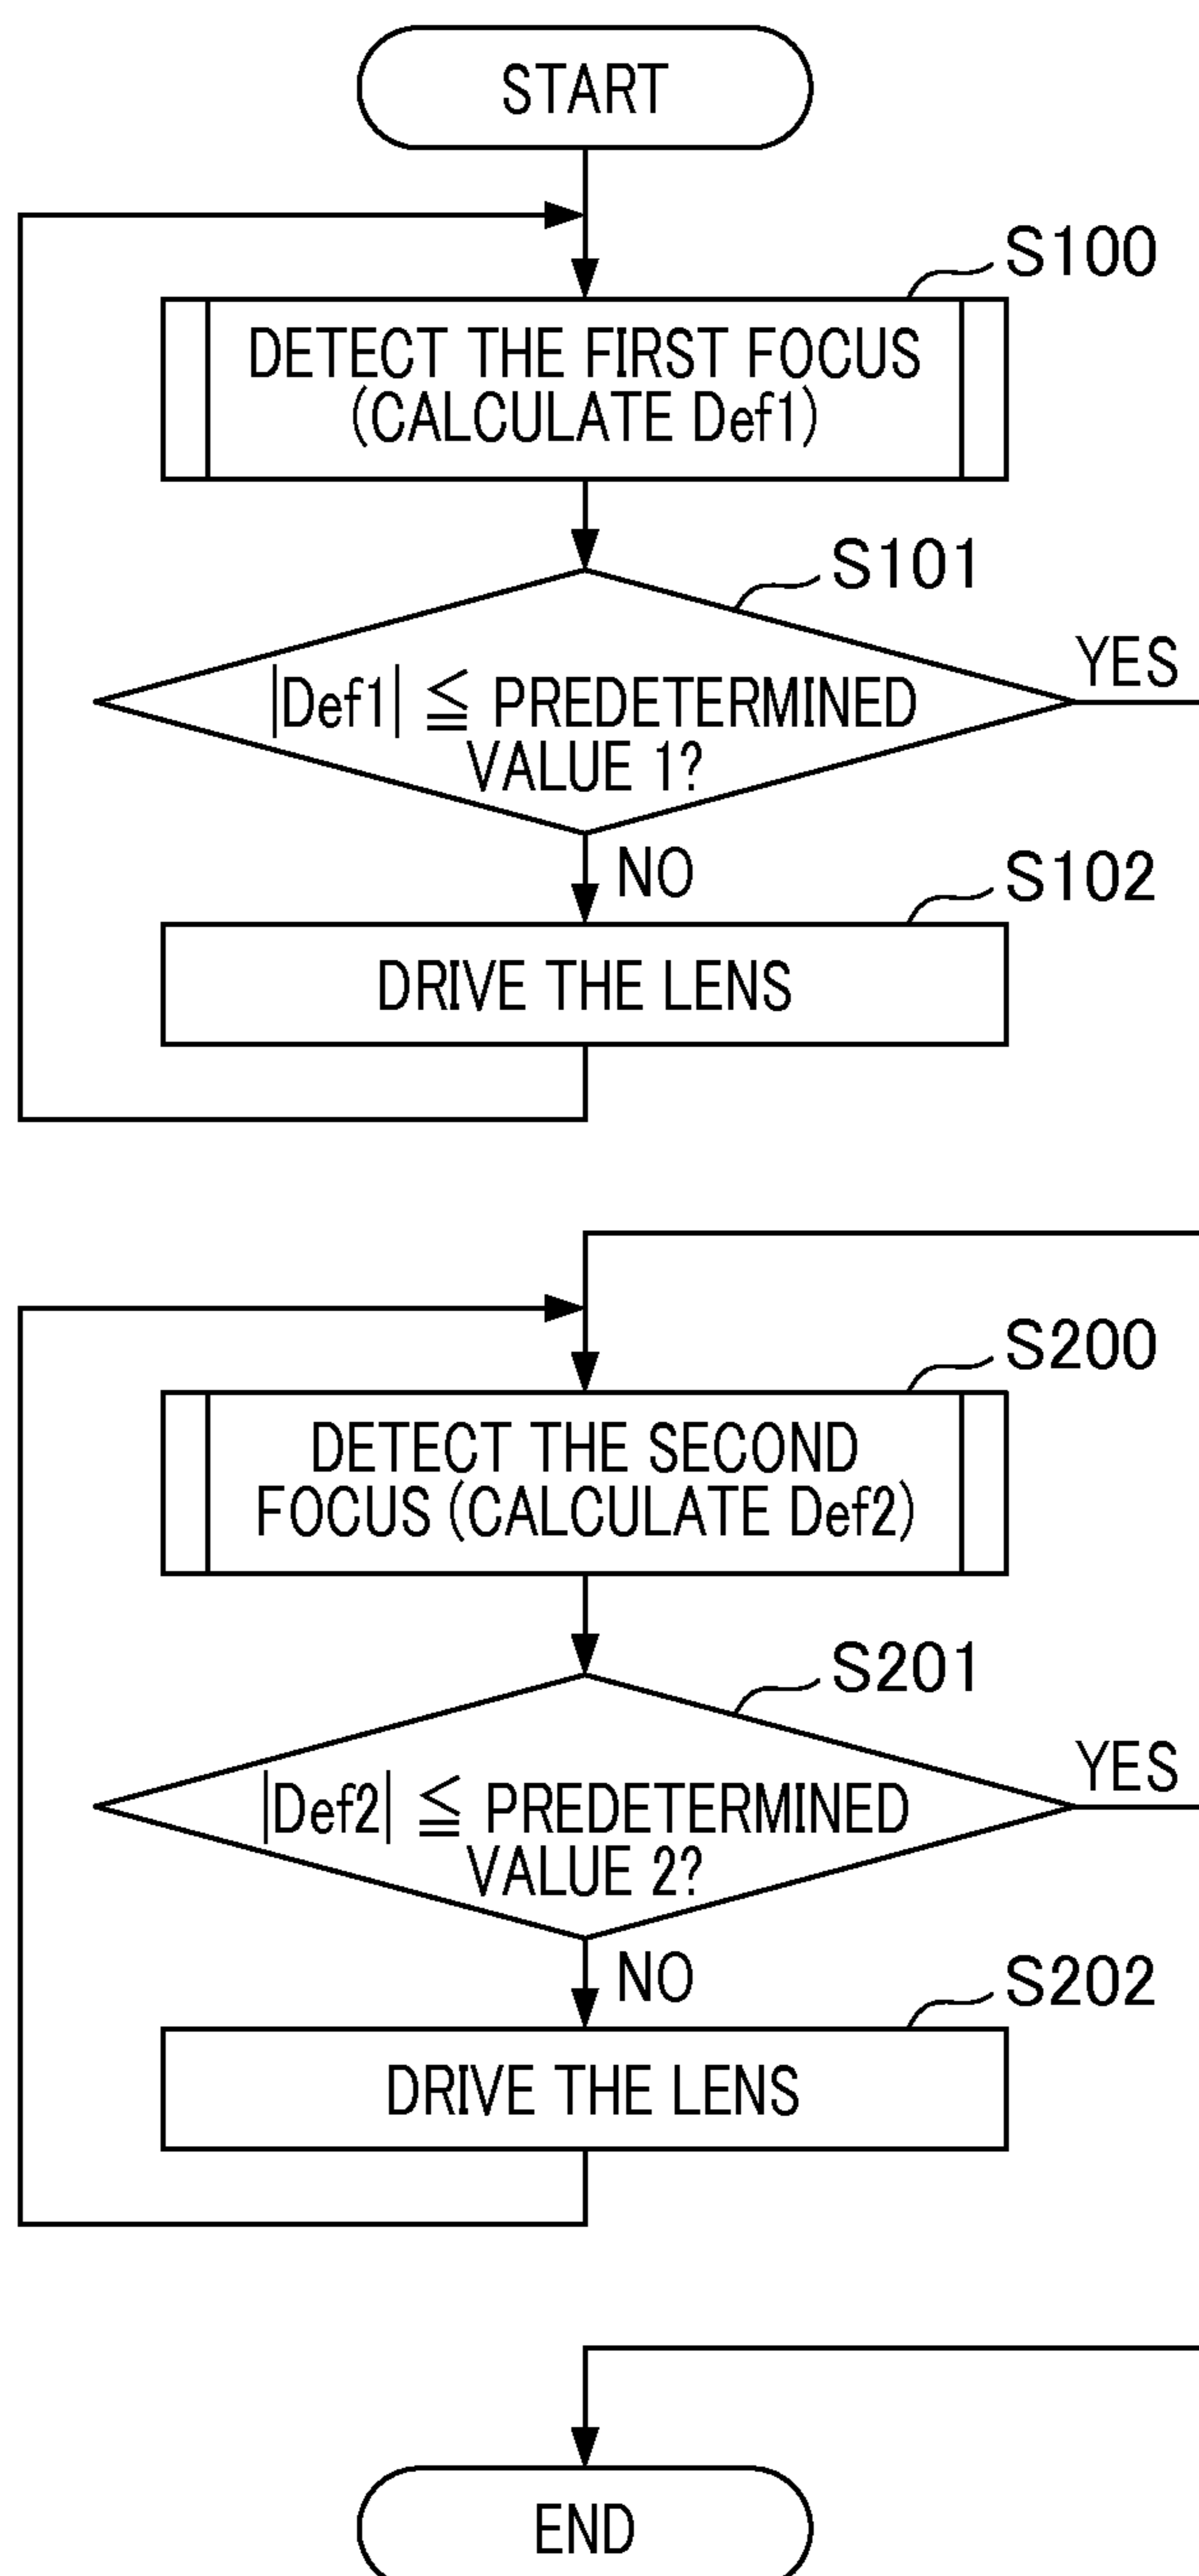 START
S100
DETECT THE FIRST FOCUS
(CALCULATE Def1)
S101
|Def1| ≦ PREDETERMINED
VALUE 1?
YES
NO
S102
DRIVE THE LENS
S200
DETECT THE SECOND
FOCUS (CALCULATE Def2)
S201
|Def2| ≦ PREDETERMINED
VALUE 2?
YES
NO
S202
DRIVE THE LENS
END